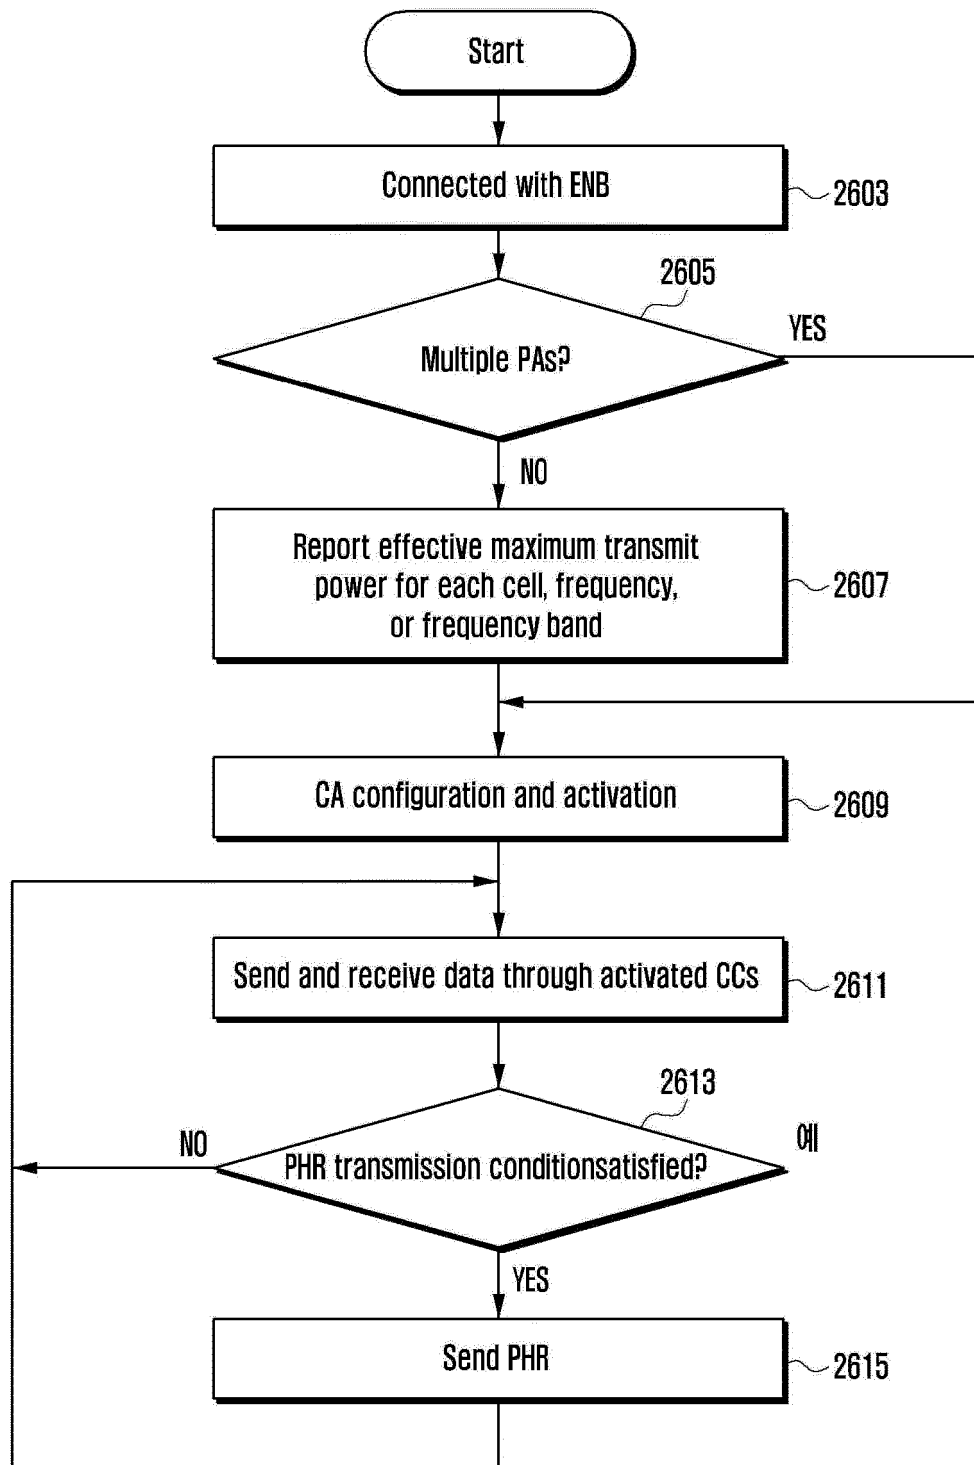 Start
Connected with ENB
2603
2605
Multiple PAs?
YES
NO
Report effective maximum transmit
power for each cell, frequency,
or frequency band
2607
CA configuration and activation
2609
Send and receive data through activated CCs
2611
2613
NO
PHR transmission conditionsatisfied?
예
YES
Send PHR
2615